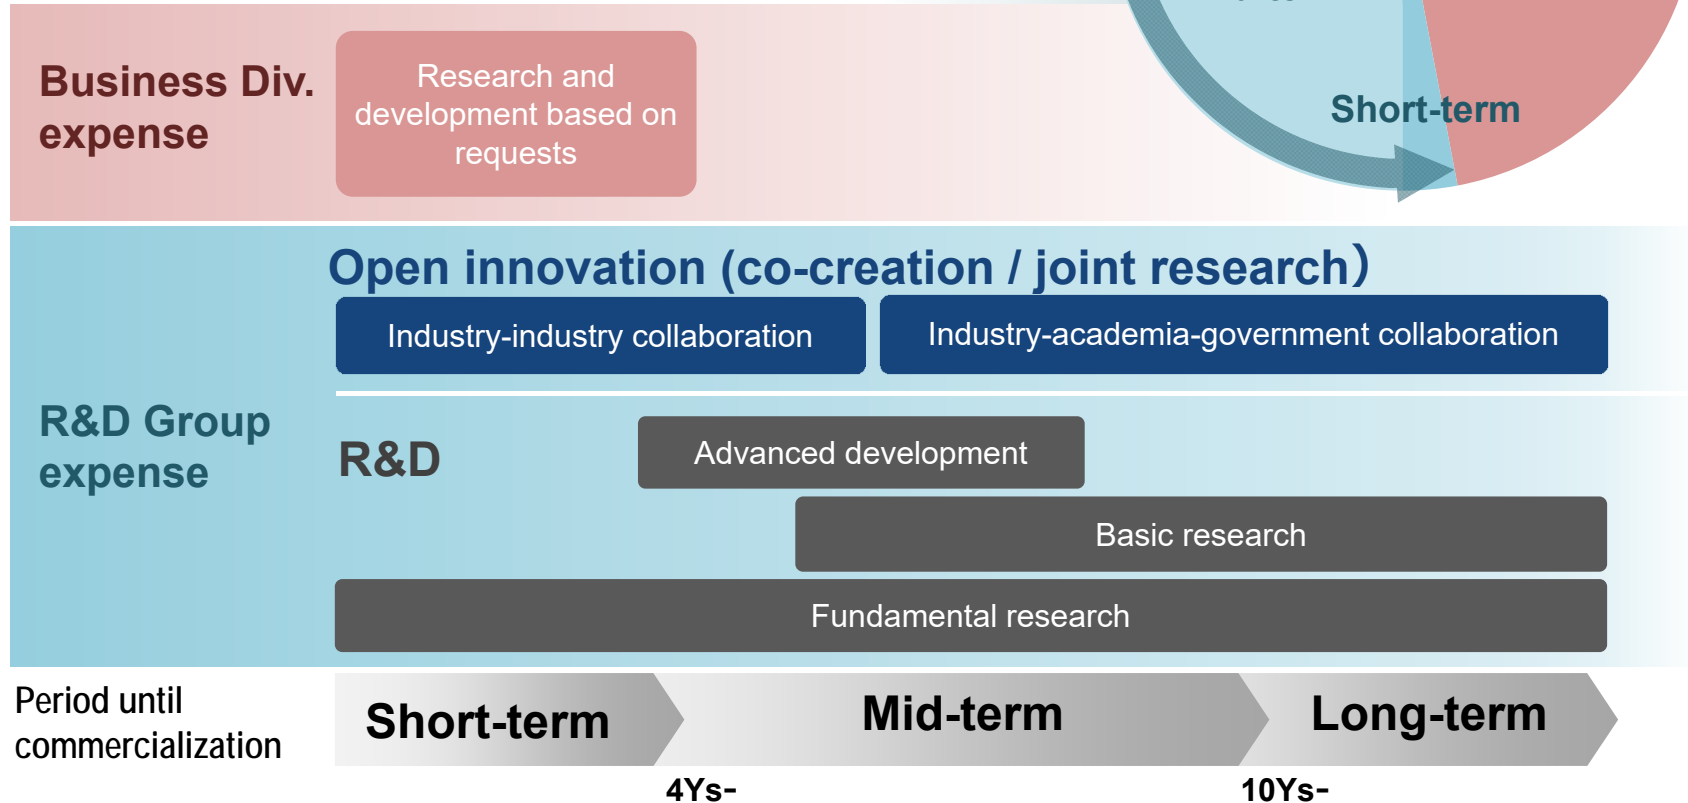 Business Div.
expense
Research and
development based on
requests
Short-term
Open innovation (co-creation / joint research）
Industry-industry collaboration
Industry-academia-government collaboration
R&D Group
expense
R&D
Advanced development
Basic research
Fundamental research
Period until
commercialization
Short-term
Mid-term
Long-term
4Ys-
10Ys-